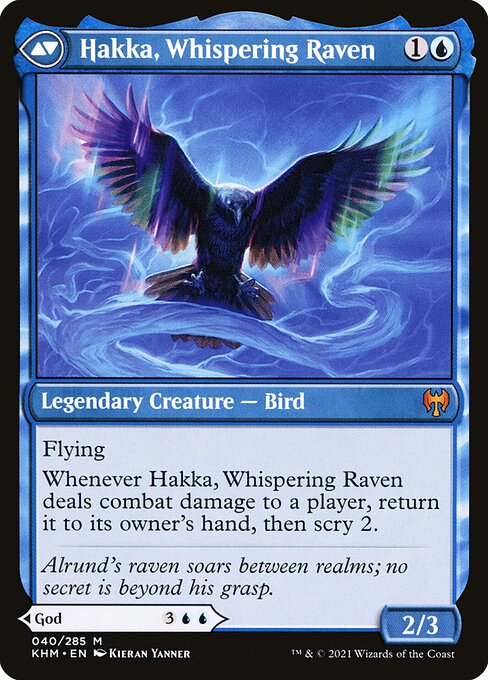 Hakka, Whispering Raven 1
Legendary Creature — Bird
Flying
Whenever Hakka, Whispering Raven
deals combat damage to a player, return
it to its owner's hand, then scry 2.
Alrund's raven soars between realms; no
secret is beyond his grasp.
God 3
2/3
040/285 M
KHM • EN Kieran Yanner
™ & © 2021 Wizards of the Coast